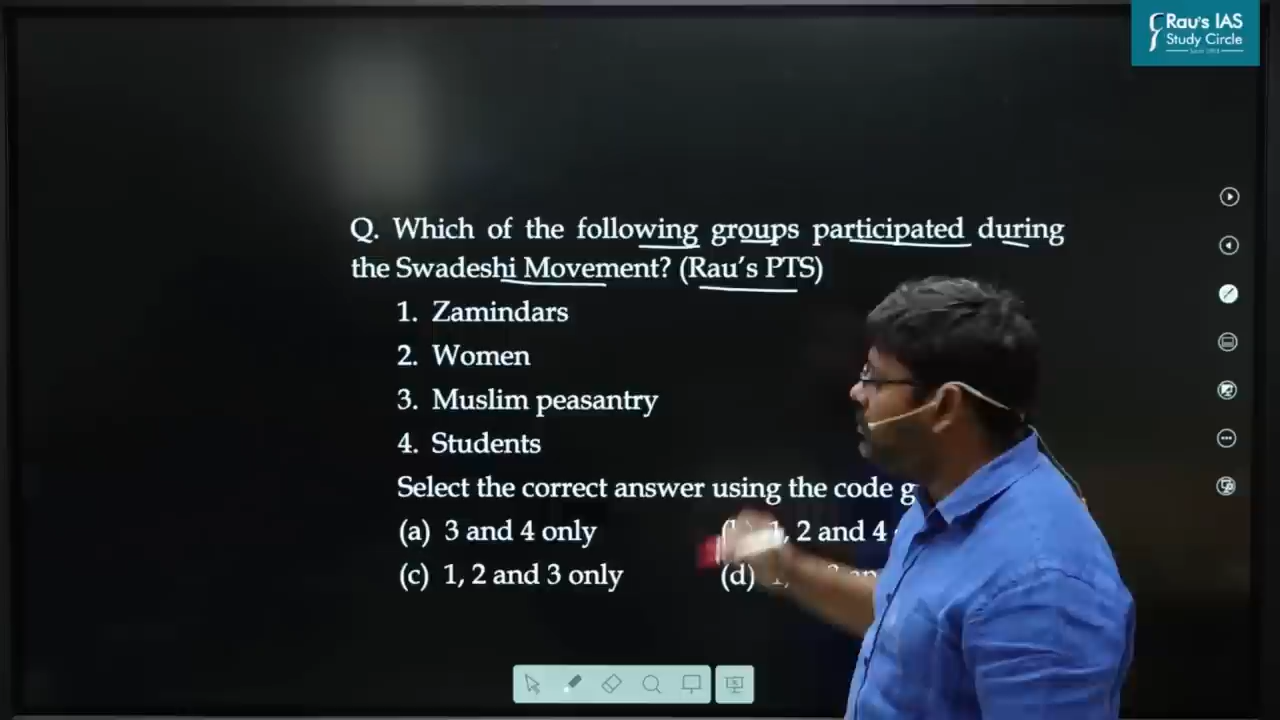 Rau's IAS
Study Circle
Q. Which of the following groups participated during
the Swadeshi Movement? (Rau's PTS)
1. Zamindars
2. Women
3. Muslim peasantry
4. Students
Select the correct answer using the code
(a) 3 and 4 only
(b) 1, 2 and 4
(c) 1, 2 and 3 only
(d) 1,